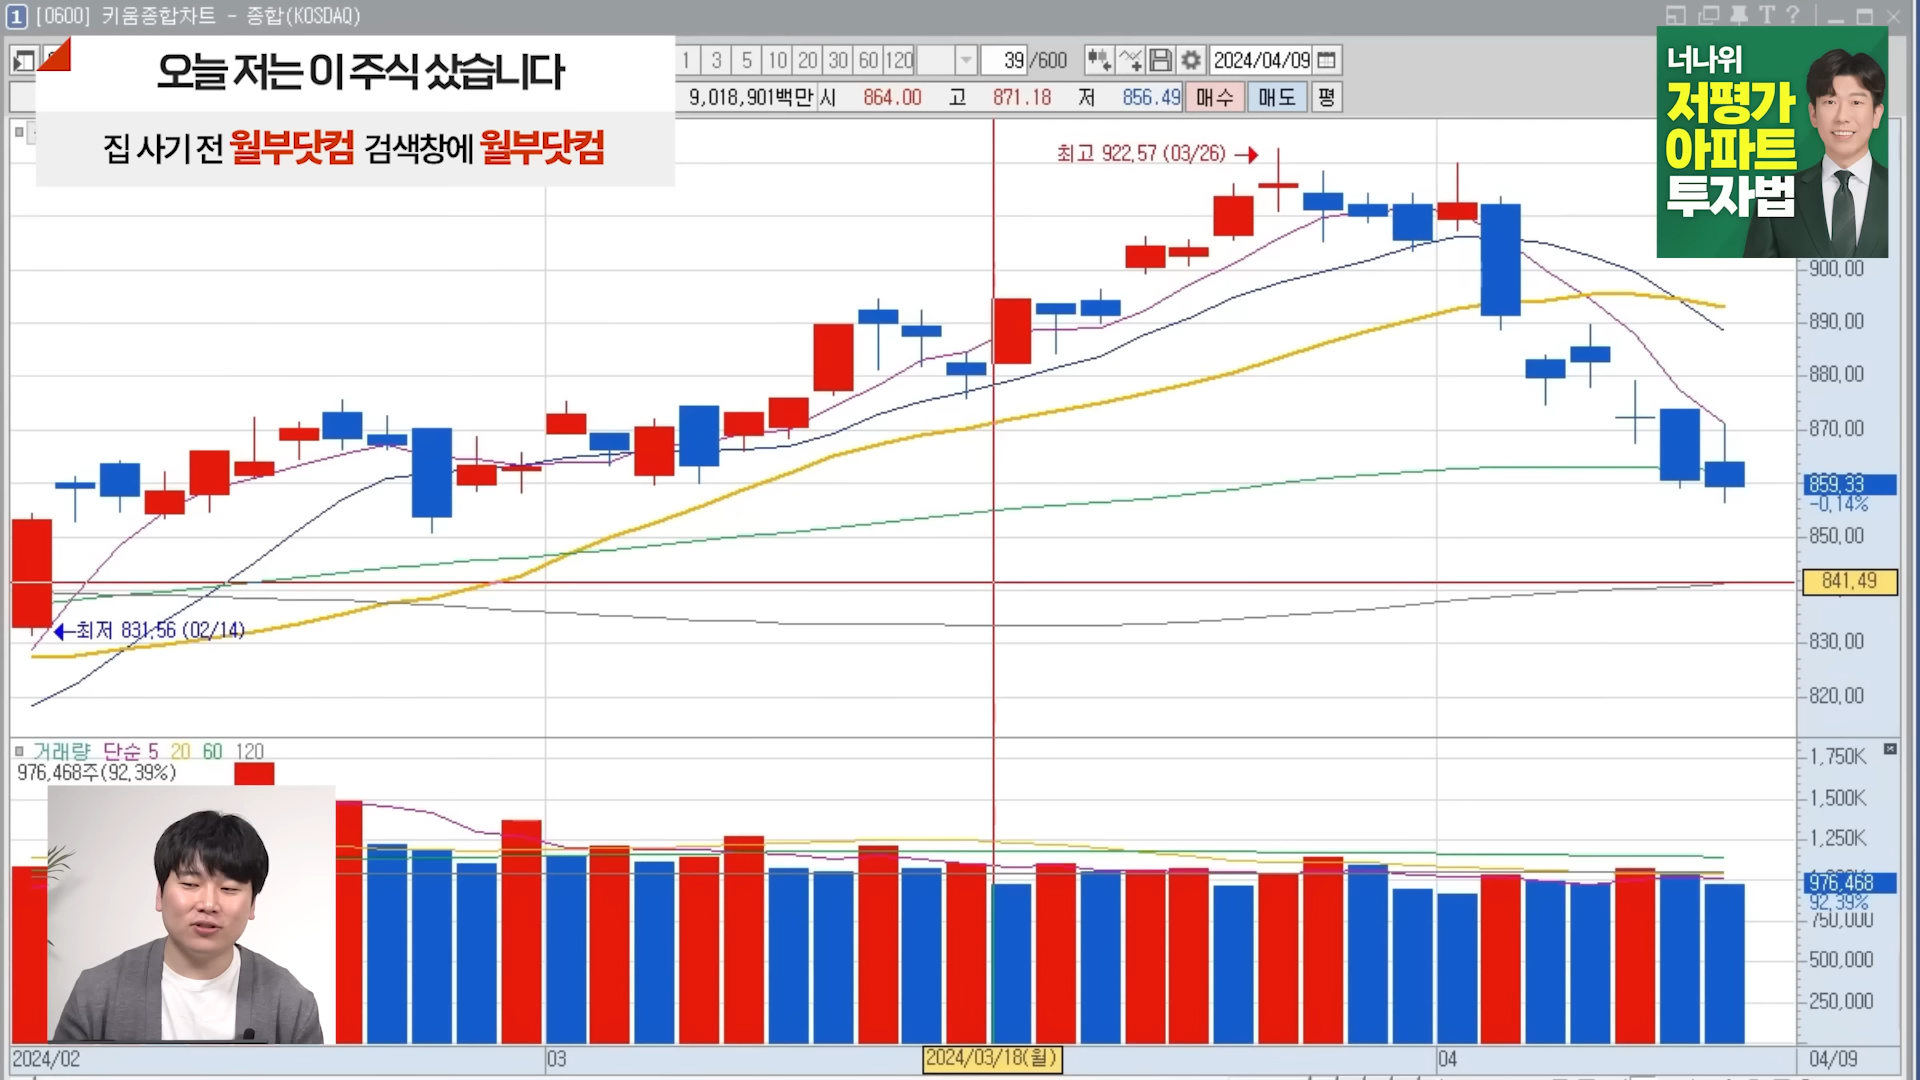 1 [0600] 키움종합차트 - 종합(KOSDAQ)
T ?
오늘 저는 이 주식 샀습니다
1 3 5 10 20 30 60 120 39 /600 2024/04/09
9,018,901백만 시 864.00 고 871.18 저 856.49 매수 매도 평
집 사기 전 월부닷컴 검색창에 월부닷컴
너나위
저평가
아파트
투자법
최고 922.57 (03/26)
900.00
890.00
880.00
870.00
859.33
-0.14%
850.00
841.49
최저 831.56 (02/14)
830.00
820.00
거래량 단순 5 20 60 120
976,468주(92.39%)
1,750K
1,500K
1,250K
976,468
92.39%
750,000
500,000
250,000
2024/02 03 2024/03/18(월) 04 04/09